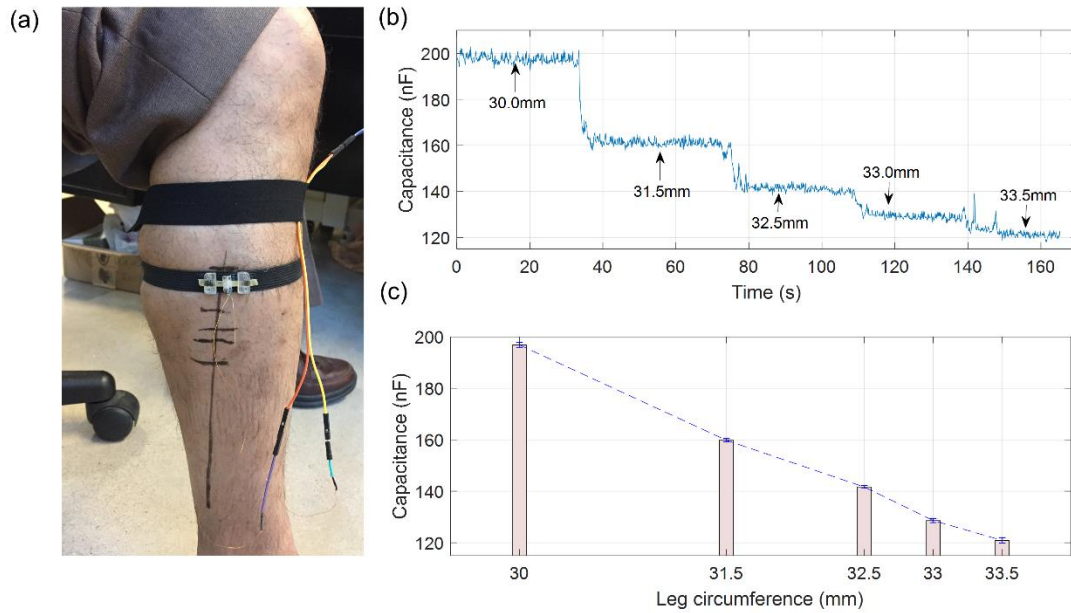 (a)
(b)
Capacitance (nF)
200
180
160
140
120
30.0mm
31.5mm
32.5mm
33.0mm
33.5mm
0 20 40 60 80 100 120 140 160
Time (s)
(c)
Capacitance (nF)
200
180
160
140
120
30 31.5 32.5 33 33.5
Leg circumference (mm)